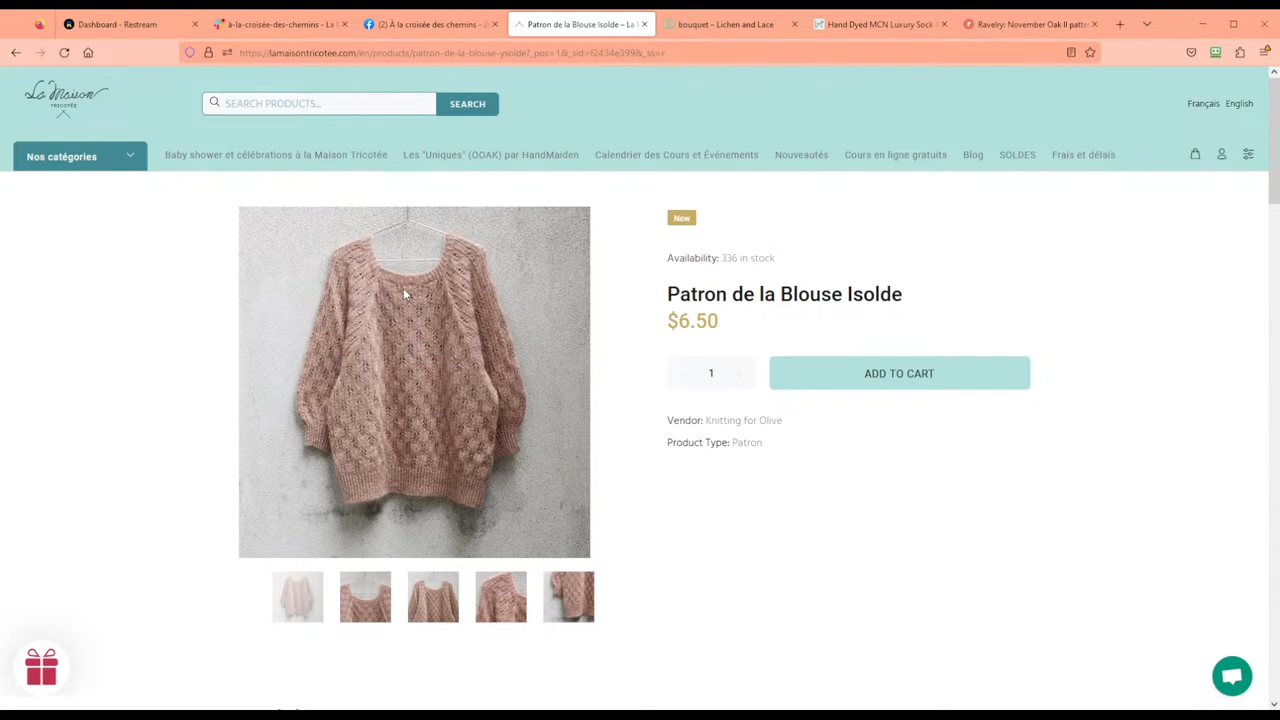 Dashboard - Restream
à-la-croisée-des-chemins - La M
(2) À la croisée des chemins - 2
Patron de la Blouse Isolde – La M
bouquet – Lichen and Lace
Hand Dyed MCN Luxury Sock
Ravelry: November Oak II patte
https://lamaisontricotee.com/en/products/patron-de-la-blouse-ysolde?_pos=1&_sid=f2434e399&_ss=r
La Maison
TRICOTÉE
SEARCH PRODUCTS...
SEARCH
Français English
Nos catégories
Baby shower et célébrations à la Maison Tricotée
Les "Uniques" (OOAK) par HandMaiden
Calendrier des Cours et Événements
Nouveautés
Cours en ligne gratuits
Blog
SOLDES
Frais et délais
New
Availability: 336 in stock
Patron de la Blouse Isolde
$6.50
1
ADD TO CART
Vendor: Knitting for Olive
Product Type: Patron